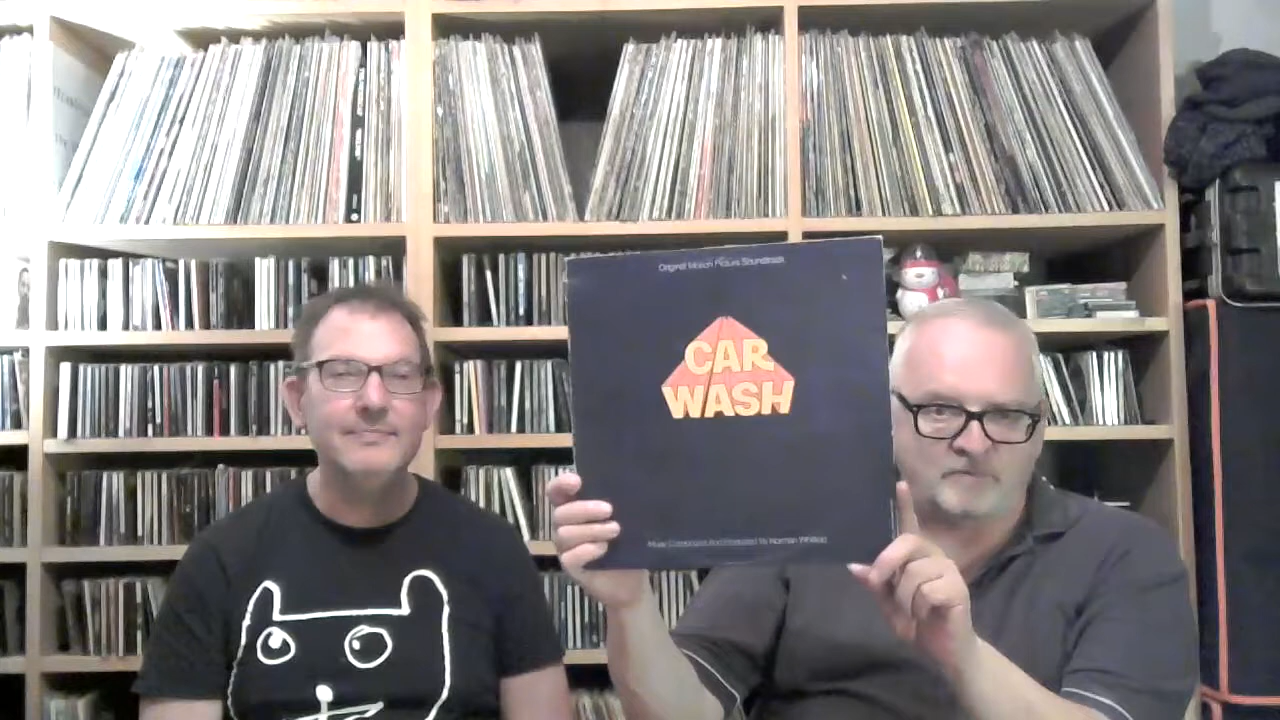 Original Motion Picture Soundtrack
CAR
WASH
Music Composed And Produced By Norman Whitfield